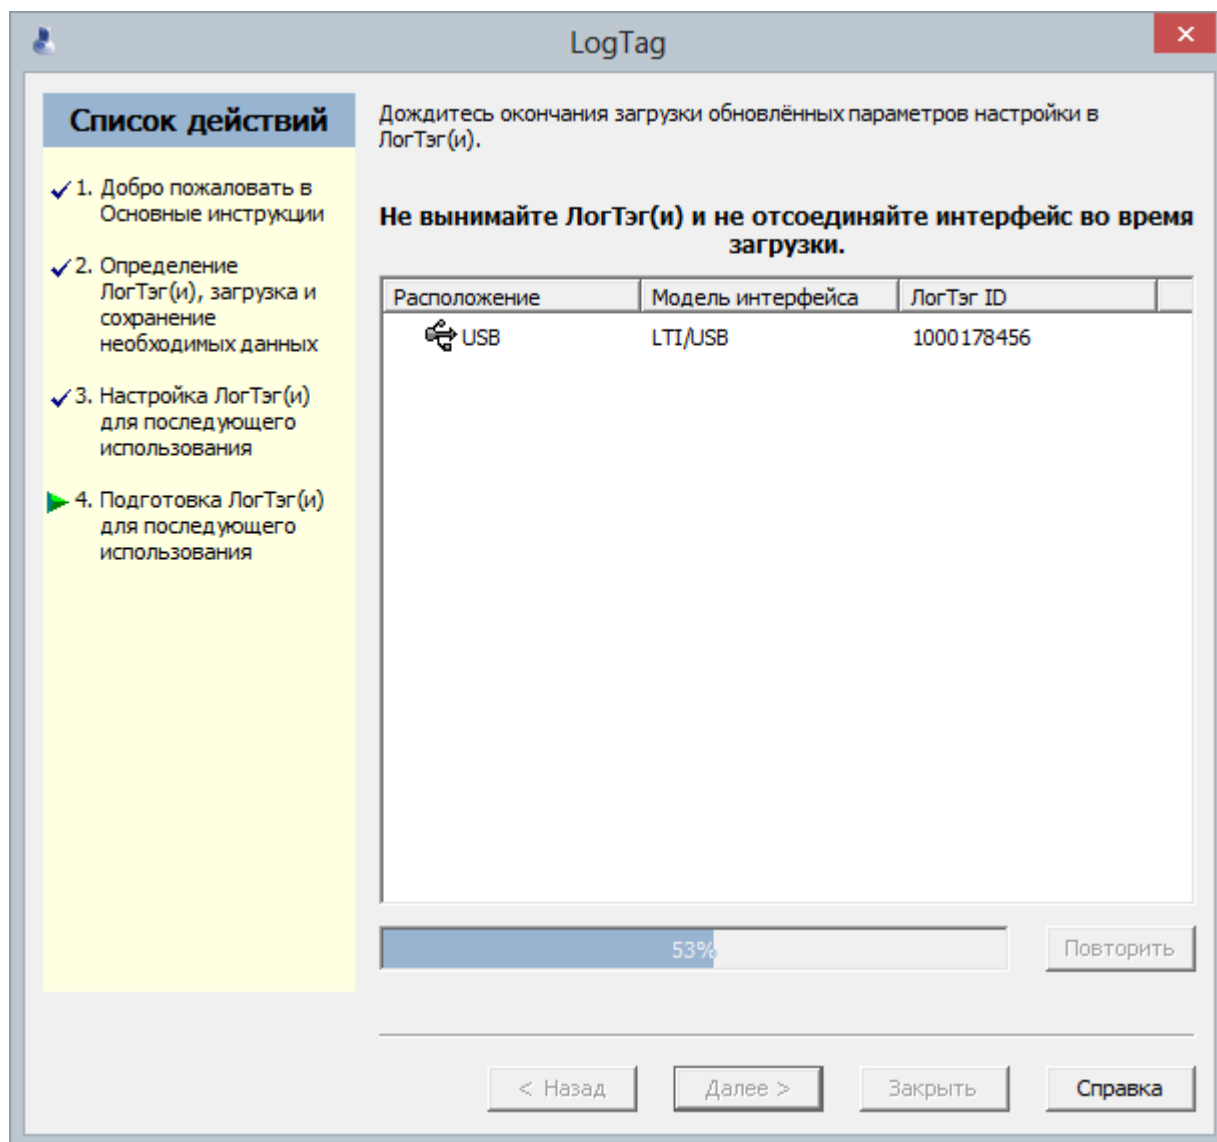 LogTag
Список действий
1. Добро пожаловать в
Основные инструкции
2. Определение
ЛогТэг(и), загрузка и
сохранение
необходимых данных
3. Настройка ЛогТэг(и)
для последующего
использования
4. Подготовка ЛогТэг(и)
для последующего
использования
Дождитесь окончания загрузки обновлённых параметров настройки в
ЛогТэг(и).
Не вынимайте ЛогТэг(и) и не отсоединяйте интерфейс во время
загрузки.
Расположение Модель интерфейса ЛогТэг ID
USB LTI/USB 1000178456
53% Повторить
< Назад Далее > Закрыть Справка